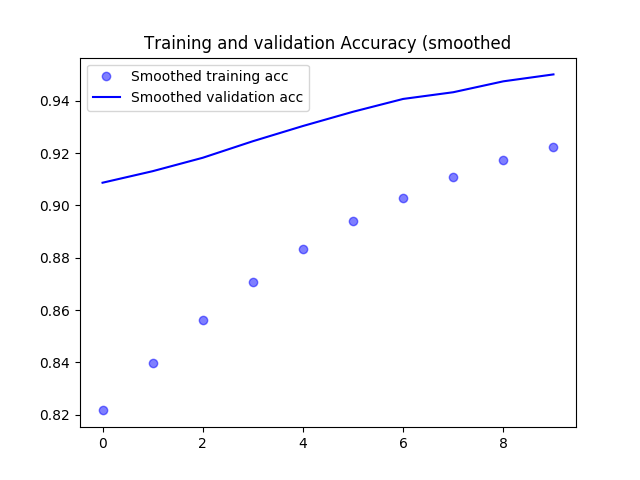 Training and validation Accuracy (smoothed
Smoothed training acc
Smoothed validation acc
0.94
0.92
0.90
0.88
0.86
0.84
0.82
0 2 4 6 8